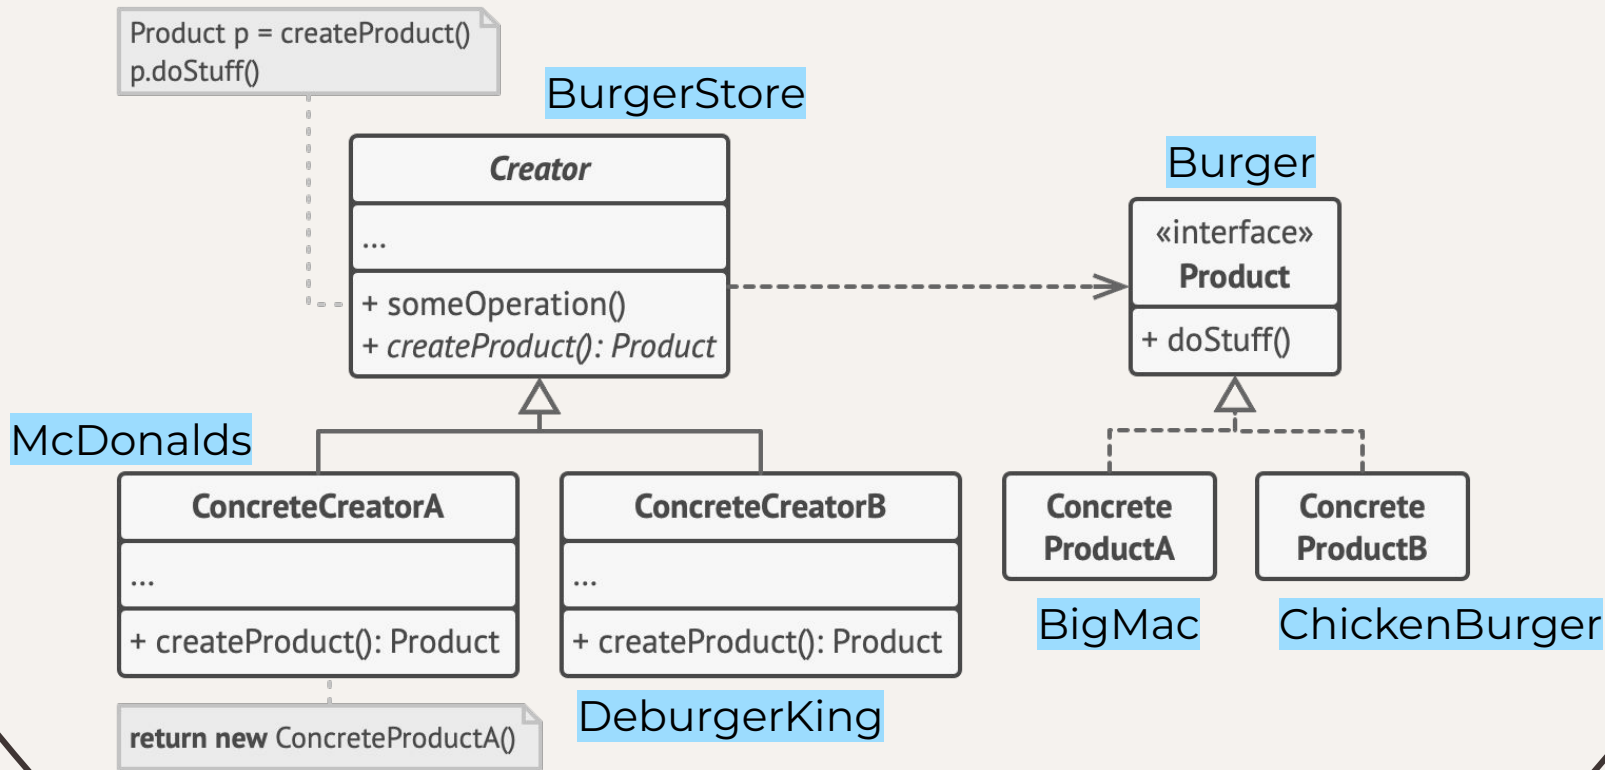 Product p = createProduct()
p.doStuff()
BurgerStore
Creator
...
+ someOperation()
+ createProduct(): Product
Burger
«interface»
Product
+ doStuff()
McDonalds
ConcreteCreatorA
...
+ createProduct(): Product
return new ConcreteProductA()
ConcreteCreatorB
...
+ createProduct(): Product
DeburgerKing
Concrete
ProductA
BigMac
Concrete
ProductB
ChickenBurger